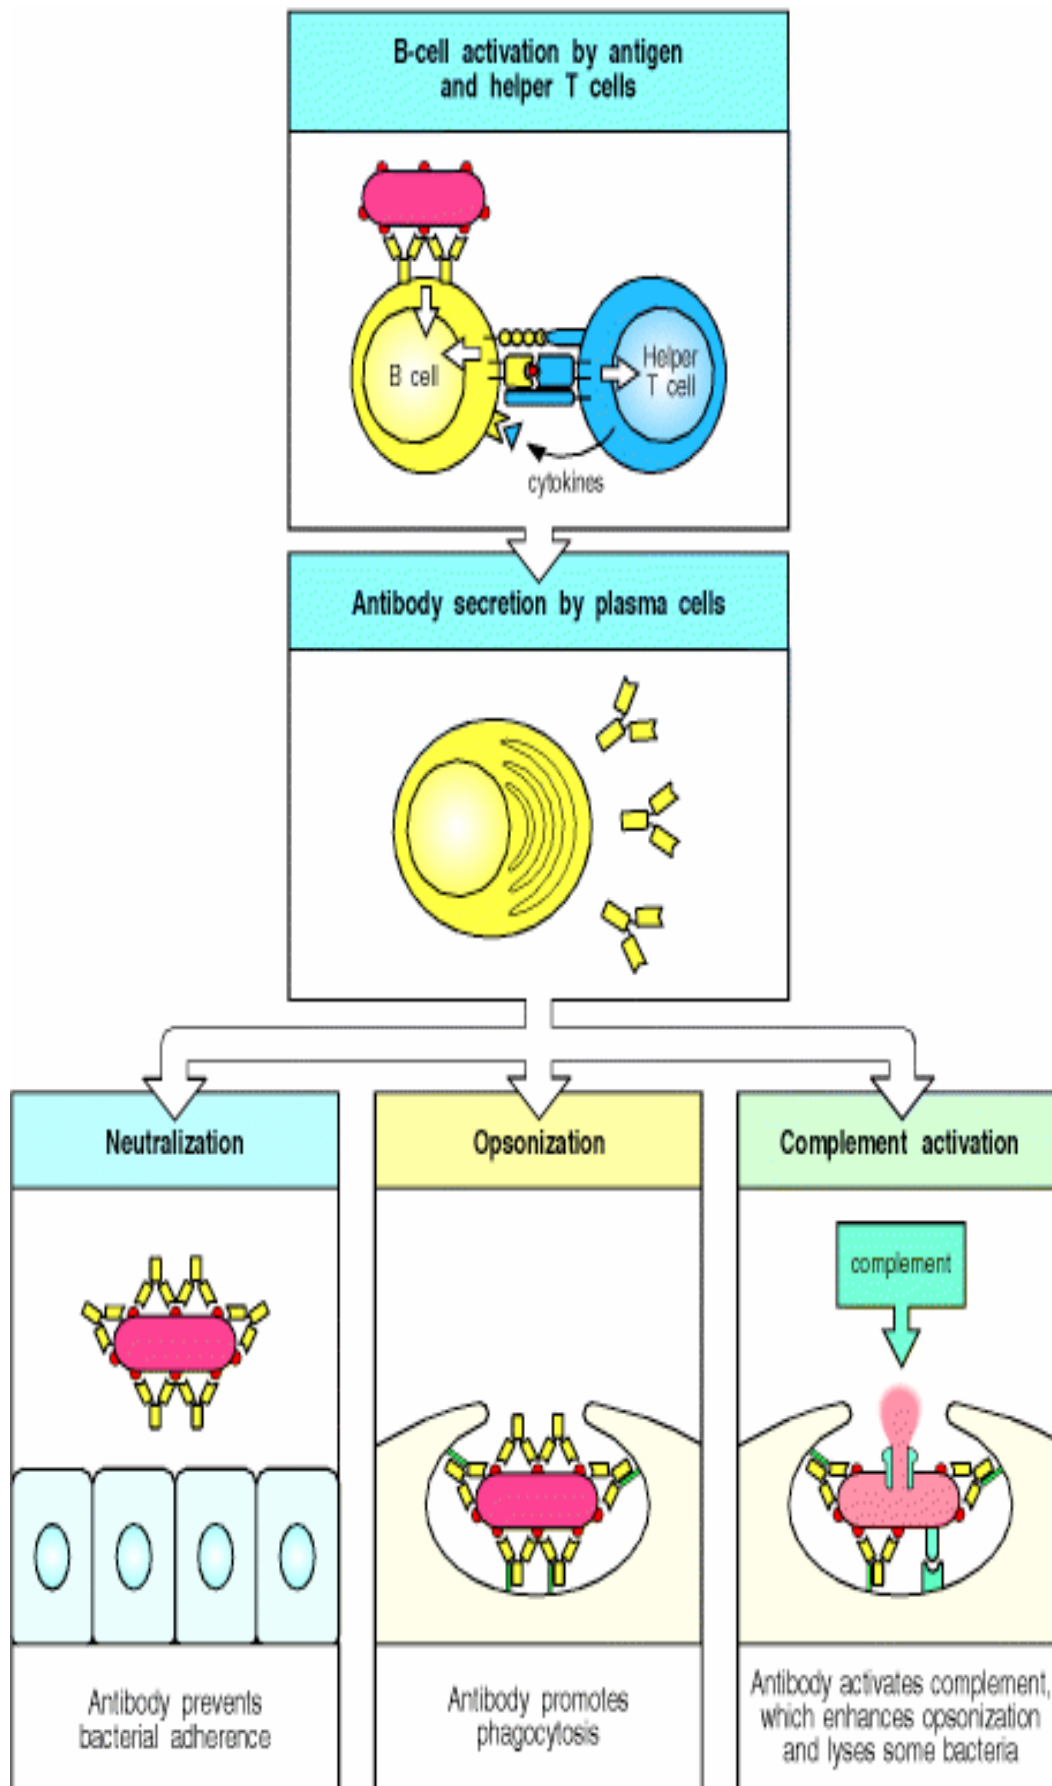 B-cell activation by antigen
and helper T cells
B cell
Helper
T cell
cytokines
Antibody secretion by plasma cells
Neutralization
Opsonization
Complement activation
complement
Antibody prevents
bacterial adherence
Antibody promotes
phagocytosis
Antibody activates complement,
which enhances opsonization
and lyses some bacteria